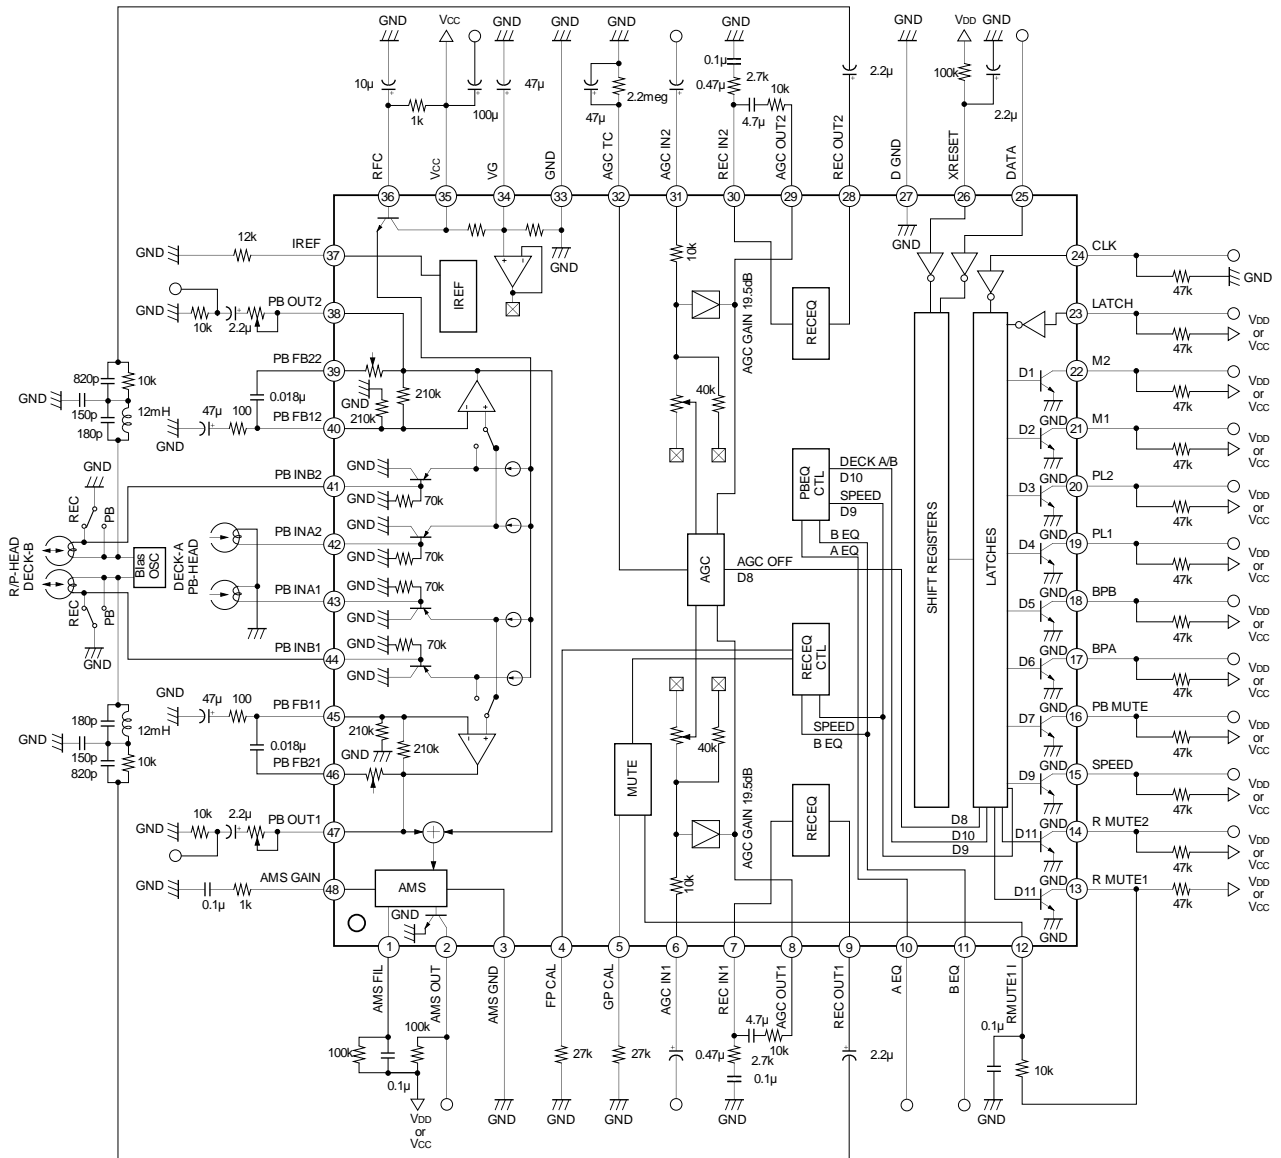 GND
VCC
GND
GND
GND
GND
VDD
GND
GND
10µ
1k
100µ
47µ
47µ
2.2meg
0.1µ
0.47µ
2.7k
4.7µ
10k
2.2µ
100k
2.2µ
RFC
VCC
VG
GND
AGC TC
AGC IN2
REC IN2
AGC OUT2
REC OUT2
D GND
XRESET
DATA
36
35
34
33
32
31
30
29
28
27
26
25
GND
12k
IREF
37
IREF
GND
10k
GND
24
CLK
47k
GND
GND
10k
2.2µ
PB OUT2
38
AGC GAIN 19.5dB
RECEQ
23
LATCH
47k
VDD
or
VCC
820p
10k
GND
150p
180p
12mH
PB FB22
39
0.018µ
GND
210k
210k
40k
D1
22
M2
47k
VDD
or
VCC
GND
47µ
100
PB FB12
40
D2
GND
21
M1
47k
VDD
or
VCC
GND
REC
PB
PB INB2
41
GND
GND
70k
PBEQ
CTL
DECK A/B
D10
SPEED
D9
B EQ
A EQ
D3
GND
20
PL2
47k
VDD
or
VCC
R/P-HEAD
DECK-B
Bias
OSC
DECK-A
PB-HEAD
PB INA2
42
GND
GND
70k
AGC
AGC OFF
D8
SHIFT REGISTERS
LATCHES
D4
GND
19
PL1
47k
VDD
or
VCC
REC
PB
GND
PB INA1
43
GND
70k
GND
D5
GND
18
BPB
47k
VDD
or
VCC
PB INB1
44
GND
70k
GND
RECEQ
CTL
SPEED
B EQ
D6
GND
17
BPA
47k
VDD
or
VCC
180p
12mH
GND
150p
820p
10k
GND
47µ
100
PB FB11
45
0.018µ
PB FB21
46
210k
GND
210k
40k
MUTE
D7
GND
16
PB MUTE
47k
VDD
or
VCC
AGC GAIN 19.5dB
RECEQ
D8
D10
D9
D9
GND
15
SPEED
47k
VDD
or
VCC
GND
10k
2.2µ
PB OUT1
47
D11
GND
14
R MUTE2
47k
VDD
or
VCC
GND
0.1µ
1k
AMS GAIN
48
AMS
GND
10k
D11
GND
13
R MUTE1
47k
VDD
or
VCC
GND
1
2
3
4
5
6
7
8
9
10
11
12
AMS FIL
AMS OUT
AMS GND
FP CAL
GP CAL
AGC IN1
REC IN1
AGC OUT1
REC OUT1
A EQ
B EQ
RMUTE1 I
100k
0.1µ
100k
27k
27k
0.47µ
4.7µ
10k
2.7k
0.1µ
2.2µ
0.1µ
10k
VDD
or
VCC
GND
GND
GND
GND
GND